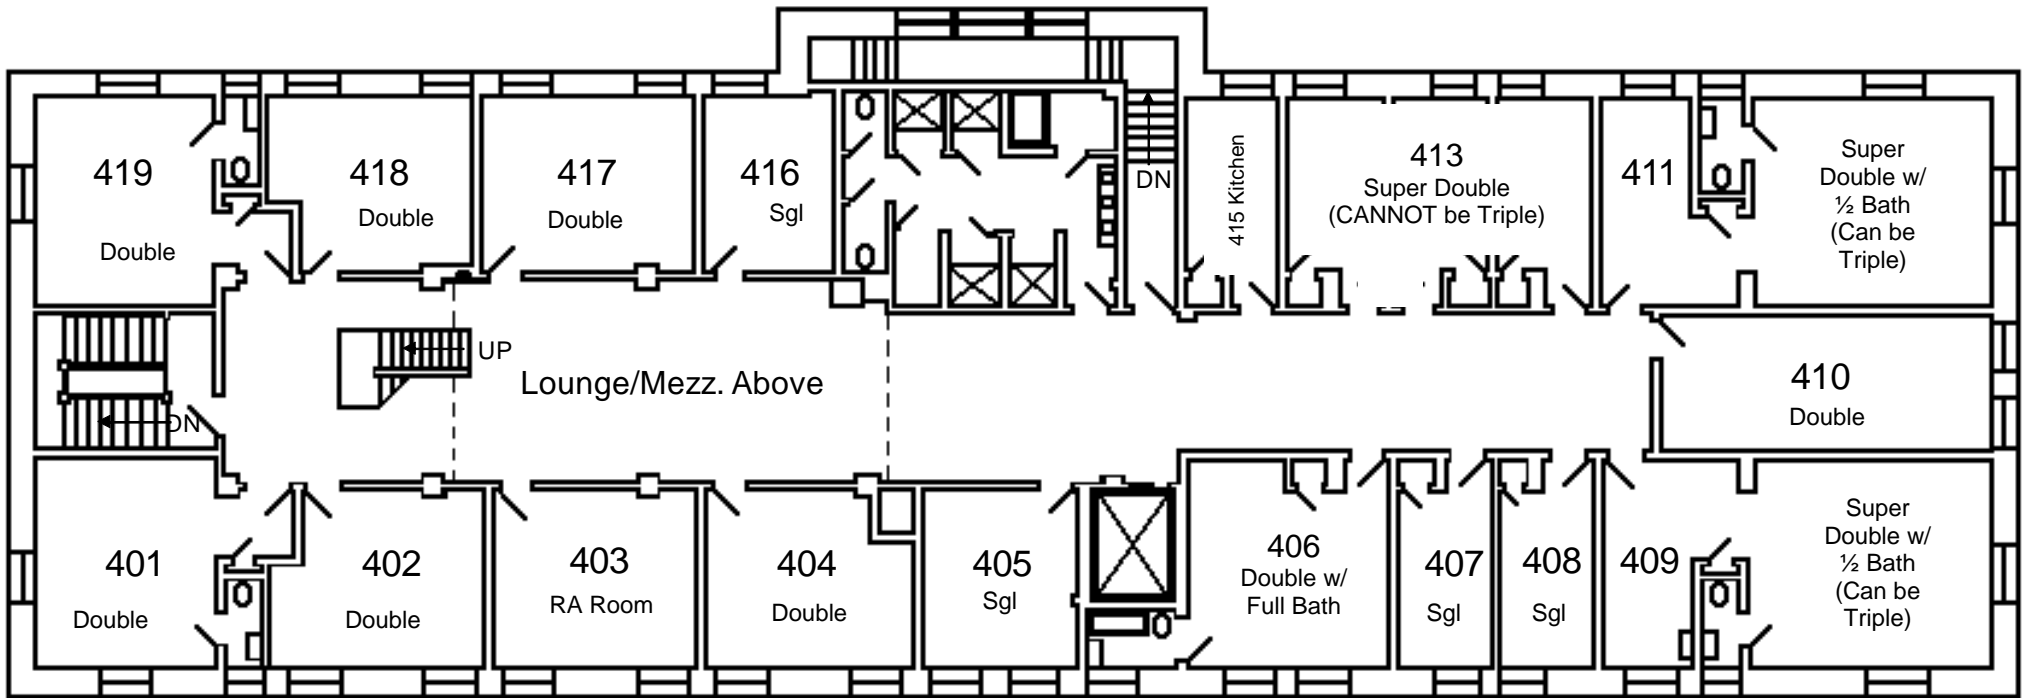 419
Double
418
Double
417
Double
416
Sgl
DN
415 Kitchen
413
Super Double
(CANNOT be Triple)
411
Super
Double w/
½ Bath
(Can be
Triple)
UP
Lounge/Mezz. Above
DN
410
Double
401
Double
402
Double
403
RA Room
404
Double
405
Sgl
406
Double w/
Full Bath
407
Sgl
408
Sgl
409
Super
Double w/
½ Bath
(Can be
Triple)